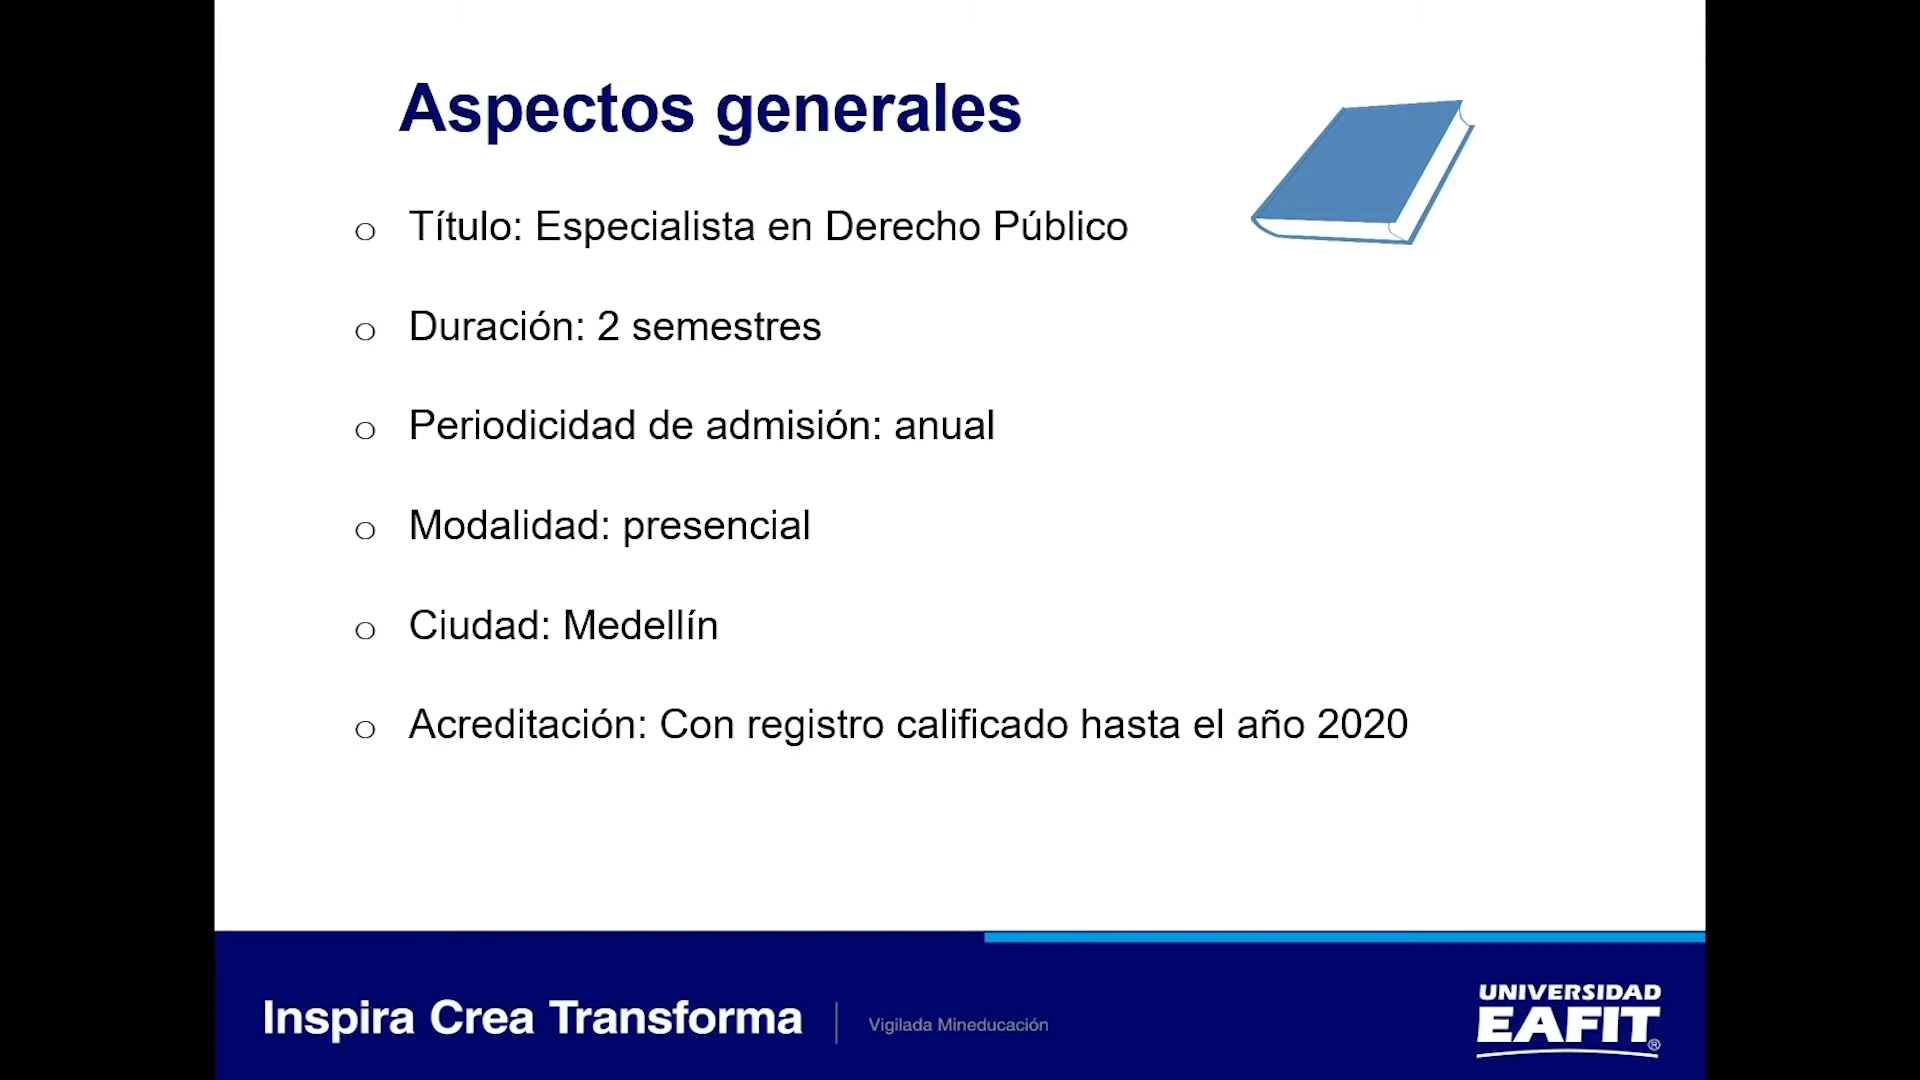 Aspectos generales
o Título: Especialista en Derecho Público
o Duración: 2 semestres
o Periodicidad de admisión: anual
o Modalidad: presencial
o Ciudad: Medellín
o Acreditación: Con registro calificado hasta el año 2020
Inspira Crea Transforma
Vigilada Mineducación
UNIVERSIDAD
EAFIT®